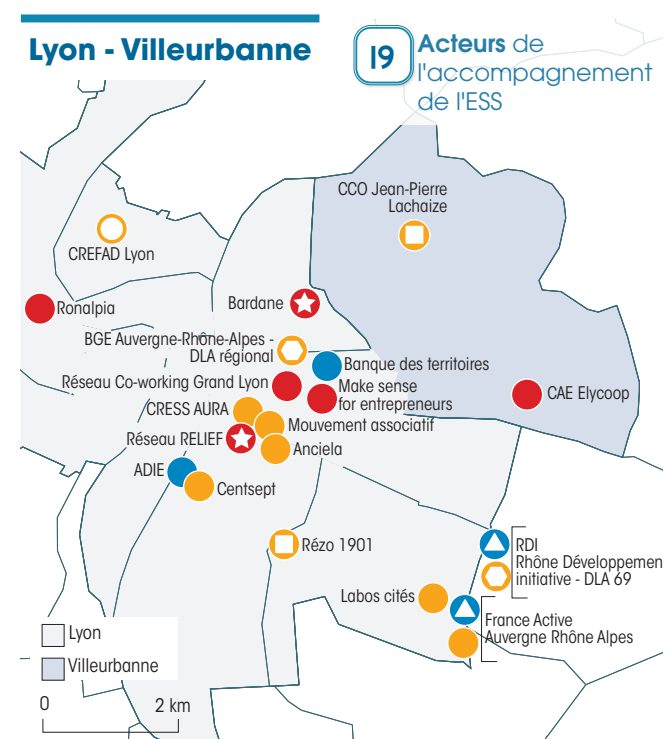 Lyon - Villeurbanne
19
Acteurs de
l'accompagnement
de l'ESS
CCO Jean-Pierre
Lachaize
CREFAD Lyon
Ronalpia
Bardane
BGE Auvergne-Rhône-Alpes -
DLA régional
Banque des territoires
Réseau Co-working Grand Lyon
Make sense
for entrepreneurs
CAE Elycoop
CRESS AURA
Mouvement associatif
Réseau RELIEF
Anciela
ADIE
Centsept
Rézo 1901
RDI
Rhône Développemen
initiative - DLA 69
Labos cités
France Active
Auvergne Rhône Alpes
Lyon
Villeurbanne
0 2 km